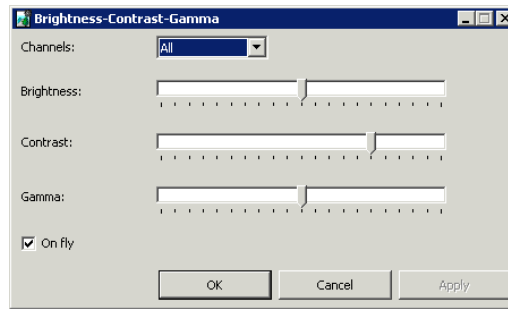 Brightness-Contrast-Gamma
Channels: All
Brightness:
Contrast:
Gamma:
On fly
OK Cancel Apply